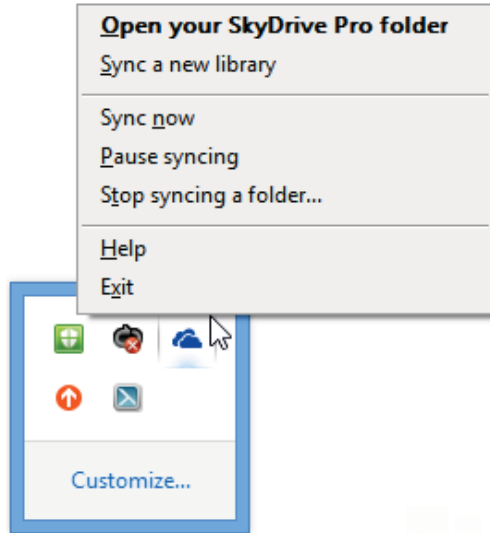 Open your SkyDrive Pro folder
Sync a new library
Sync now
Pause syncing
Stop syncing a folder...
Help
Exit
Customize...